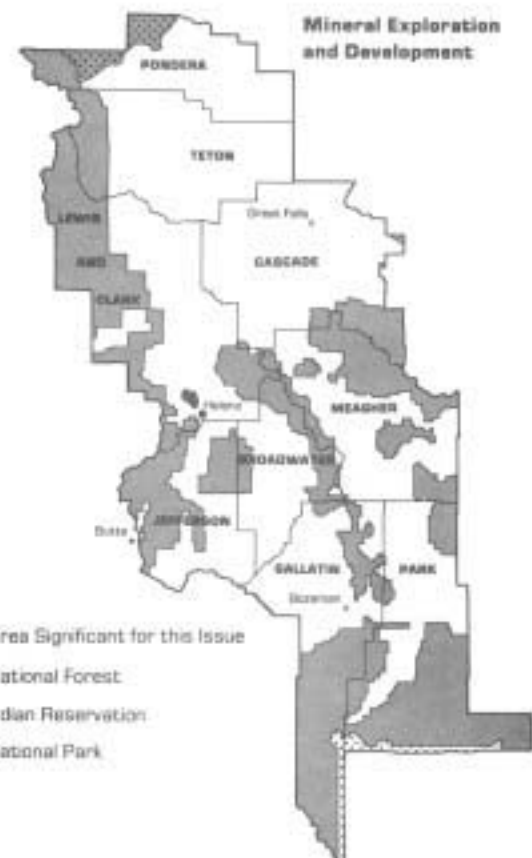 Mineral Exploration
and Development
PONDERA
TETON
Great Falls
CASCADE
LEWIS
AND
CLARK
MEAGHER
Helena
BROADWATER
JEFFERSON
Butte
GALLATIN
PARK
Bozeman
rea Significant for this Issue
ational Forest
dian Reservation
ational Park